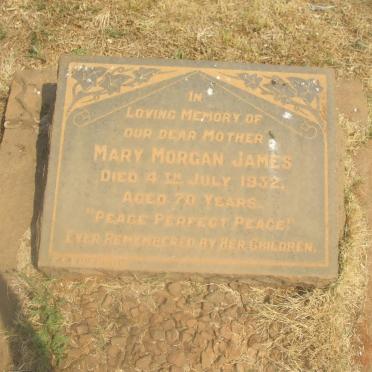 IN
LOVING MEMORY OF
OUR DEAR MOTHER
MARY MORGAN JAMES
DIED 4TH JULY 1932.
AGED 70 YEARS.
"PEACE PERFECT PEACE."
EVER REMEMBERED BY HER CHILDREN.